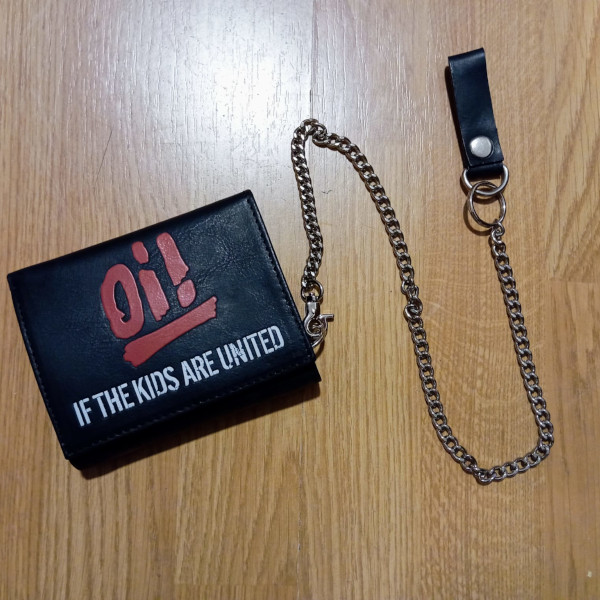 Oi!
IF THE KIDS ARE UNITED